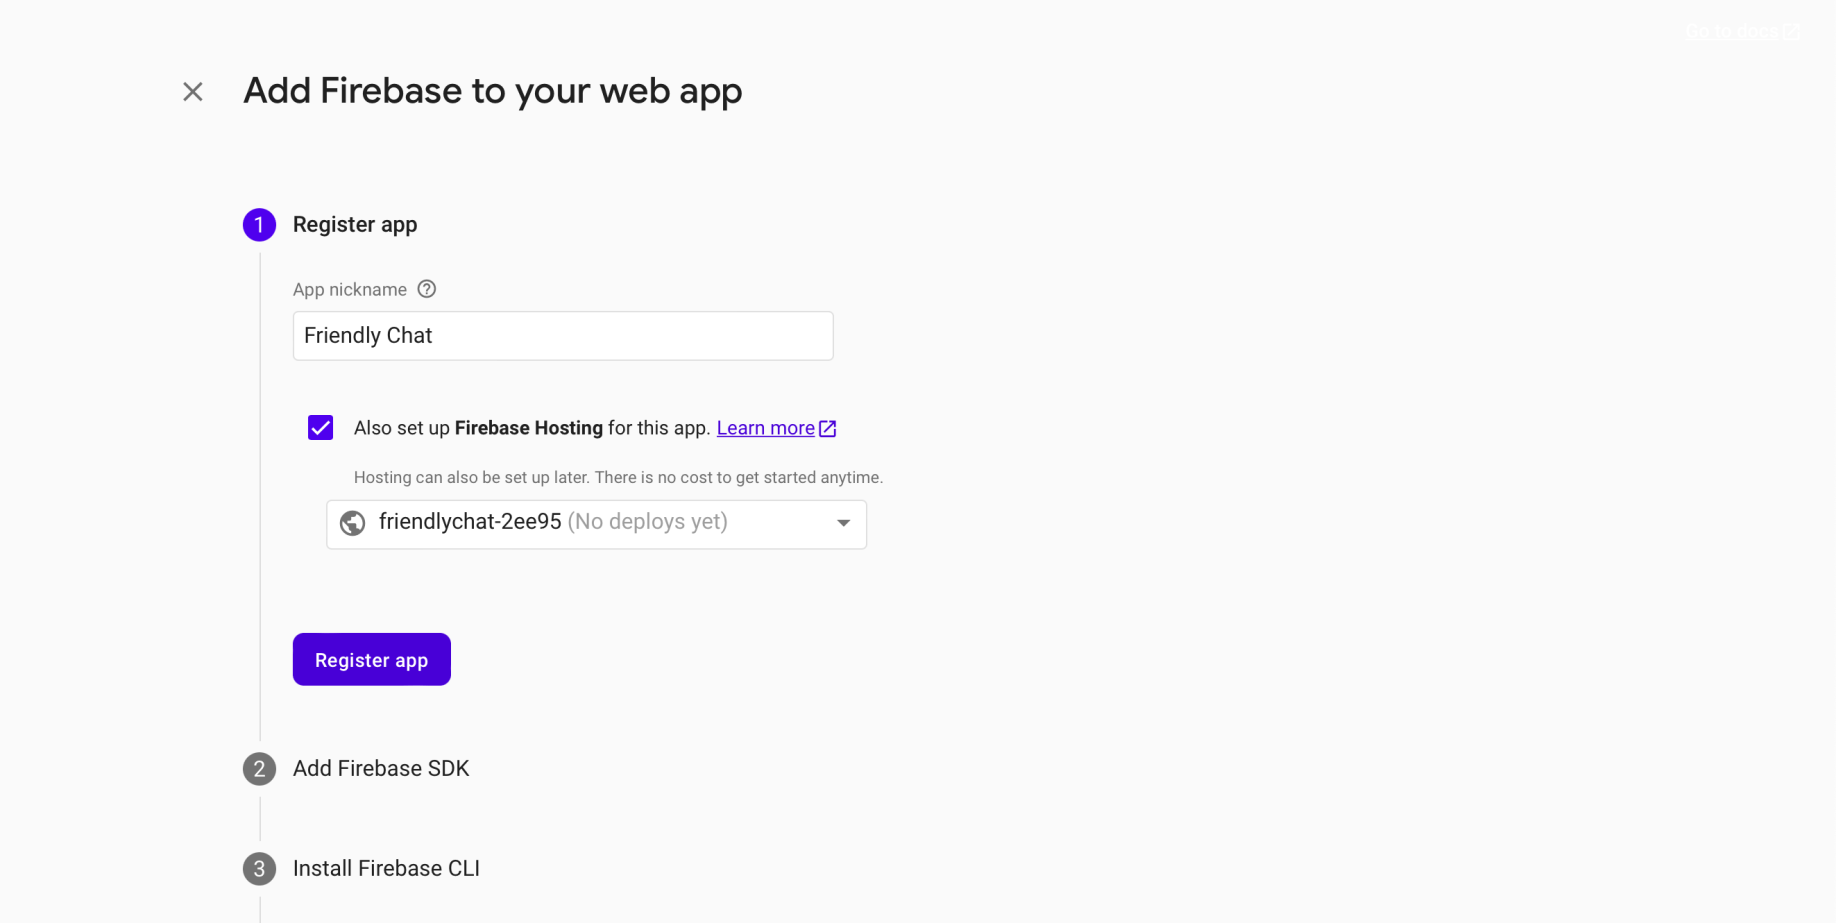 Go to docs
Add Firebase to your web app
1 Register app
App nickname
Friendly Chat
Also set up Firebase Hosting for this app. Learn more
Hosting can also be set up later. There is no cost to get started anytime.
friendlychat-2ee95 (No deploys yet)
Register app
2 Add Firebase SDK
3 Install Firebase CLI